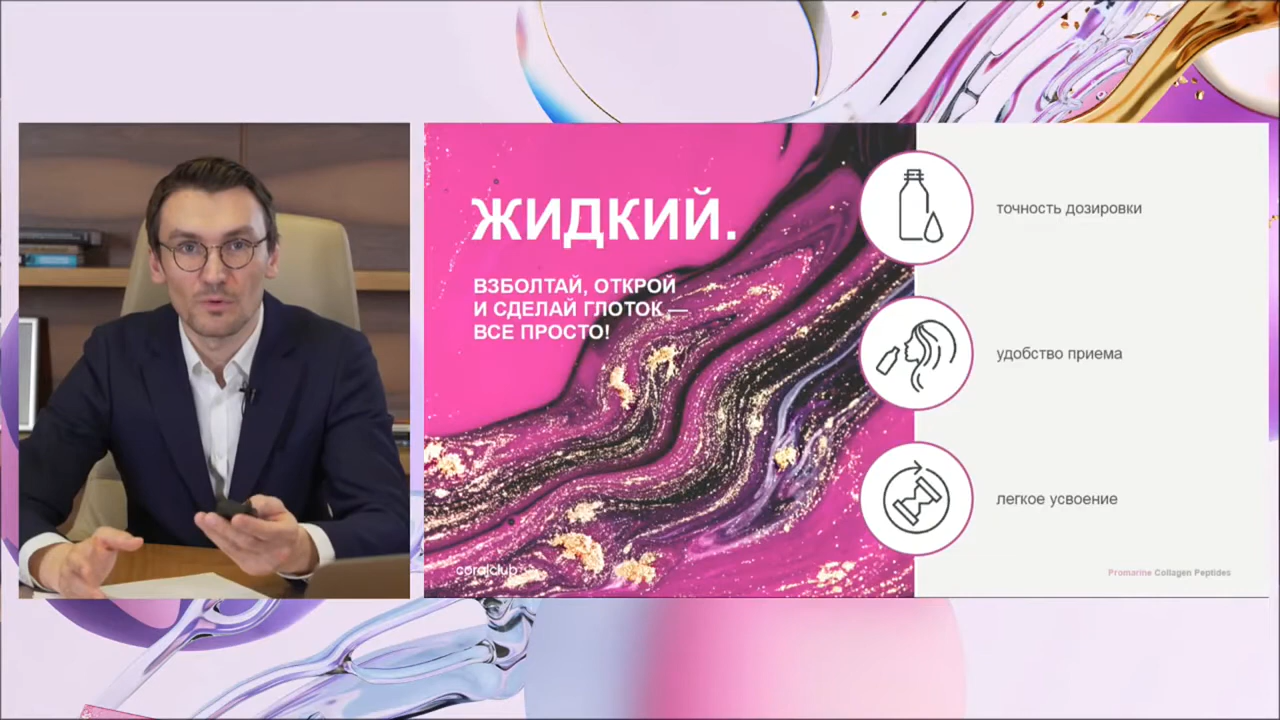 ЖИДКИЙ.
ВЗБОЛТАЙ, ОТКРОЙ
И СДЕЛАЙ ГЛОТОК —
ВСЕ ПРОСТО!
точность дозировки
удобство приема
легкое усвоение
coralclub
Promarine Collagen Peptides